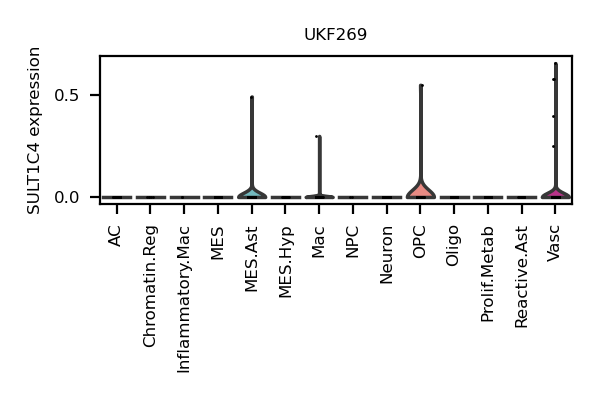 UKF269
SULT1C4 expression
0.5
0.0
AC
Chromatin.Reg
Inflammatory.Mac
MES
MES.Ast
MES.Hyp
Mac
NPC
Neuron
OPC
Oligo
Prolif.Metab
Reactive.Ast
Vasc